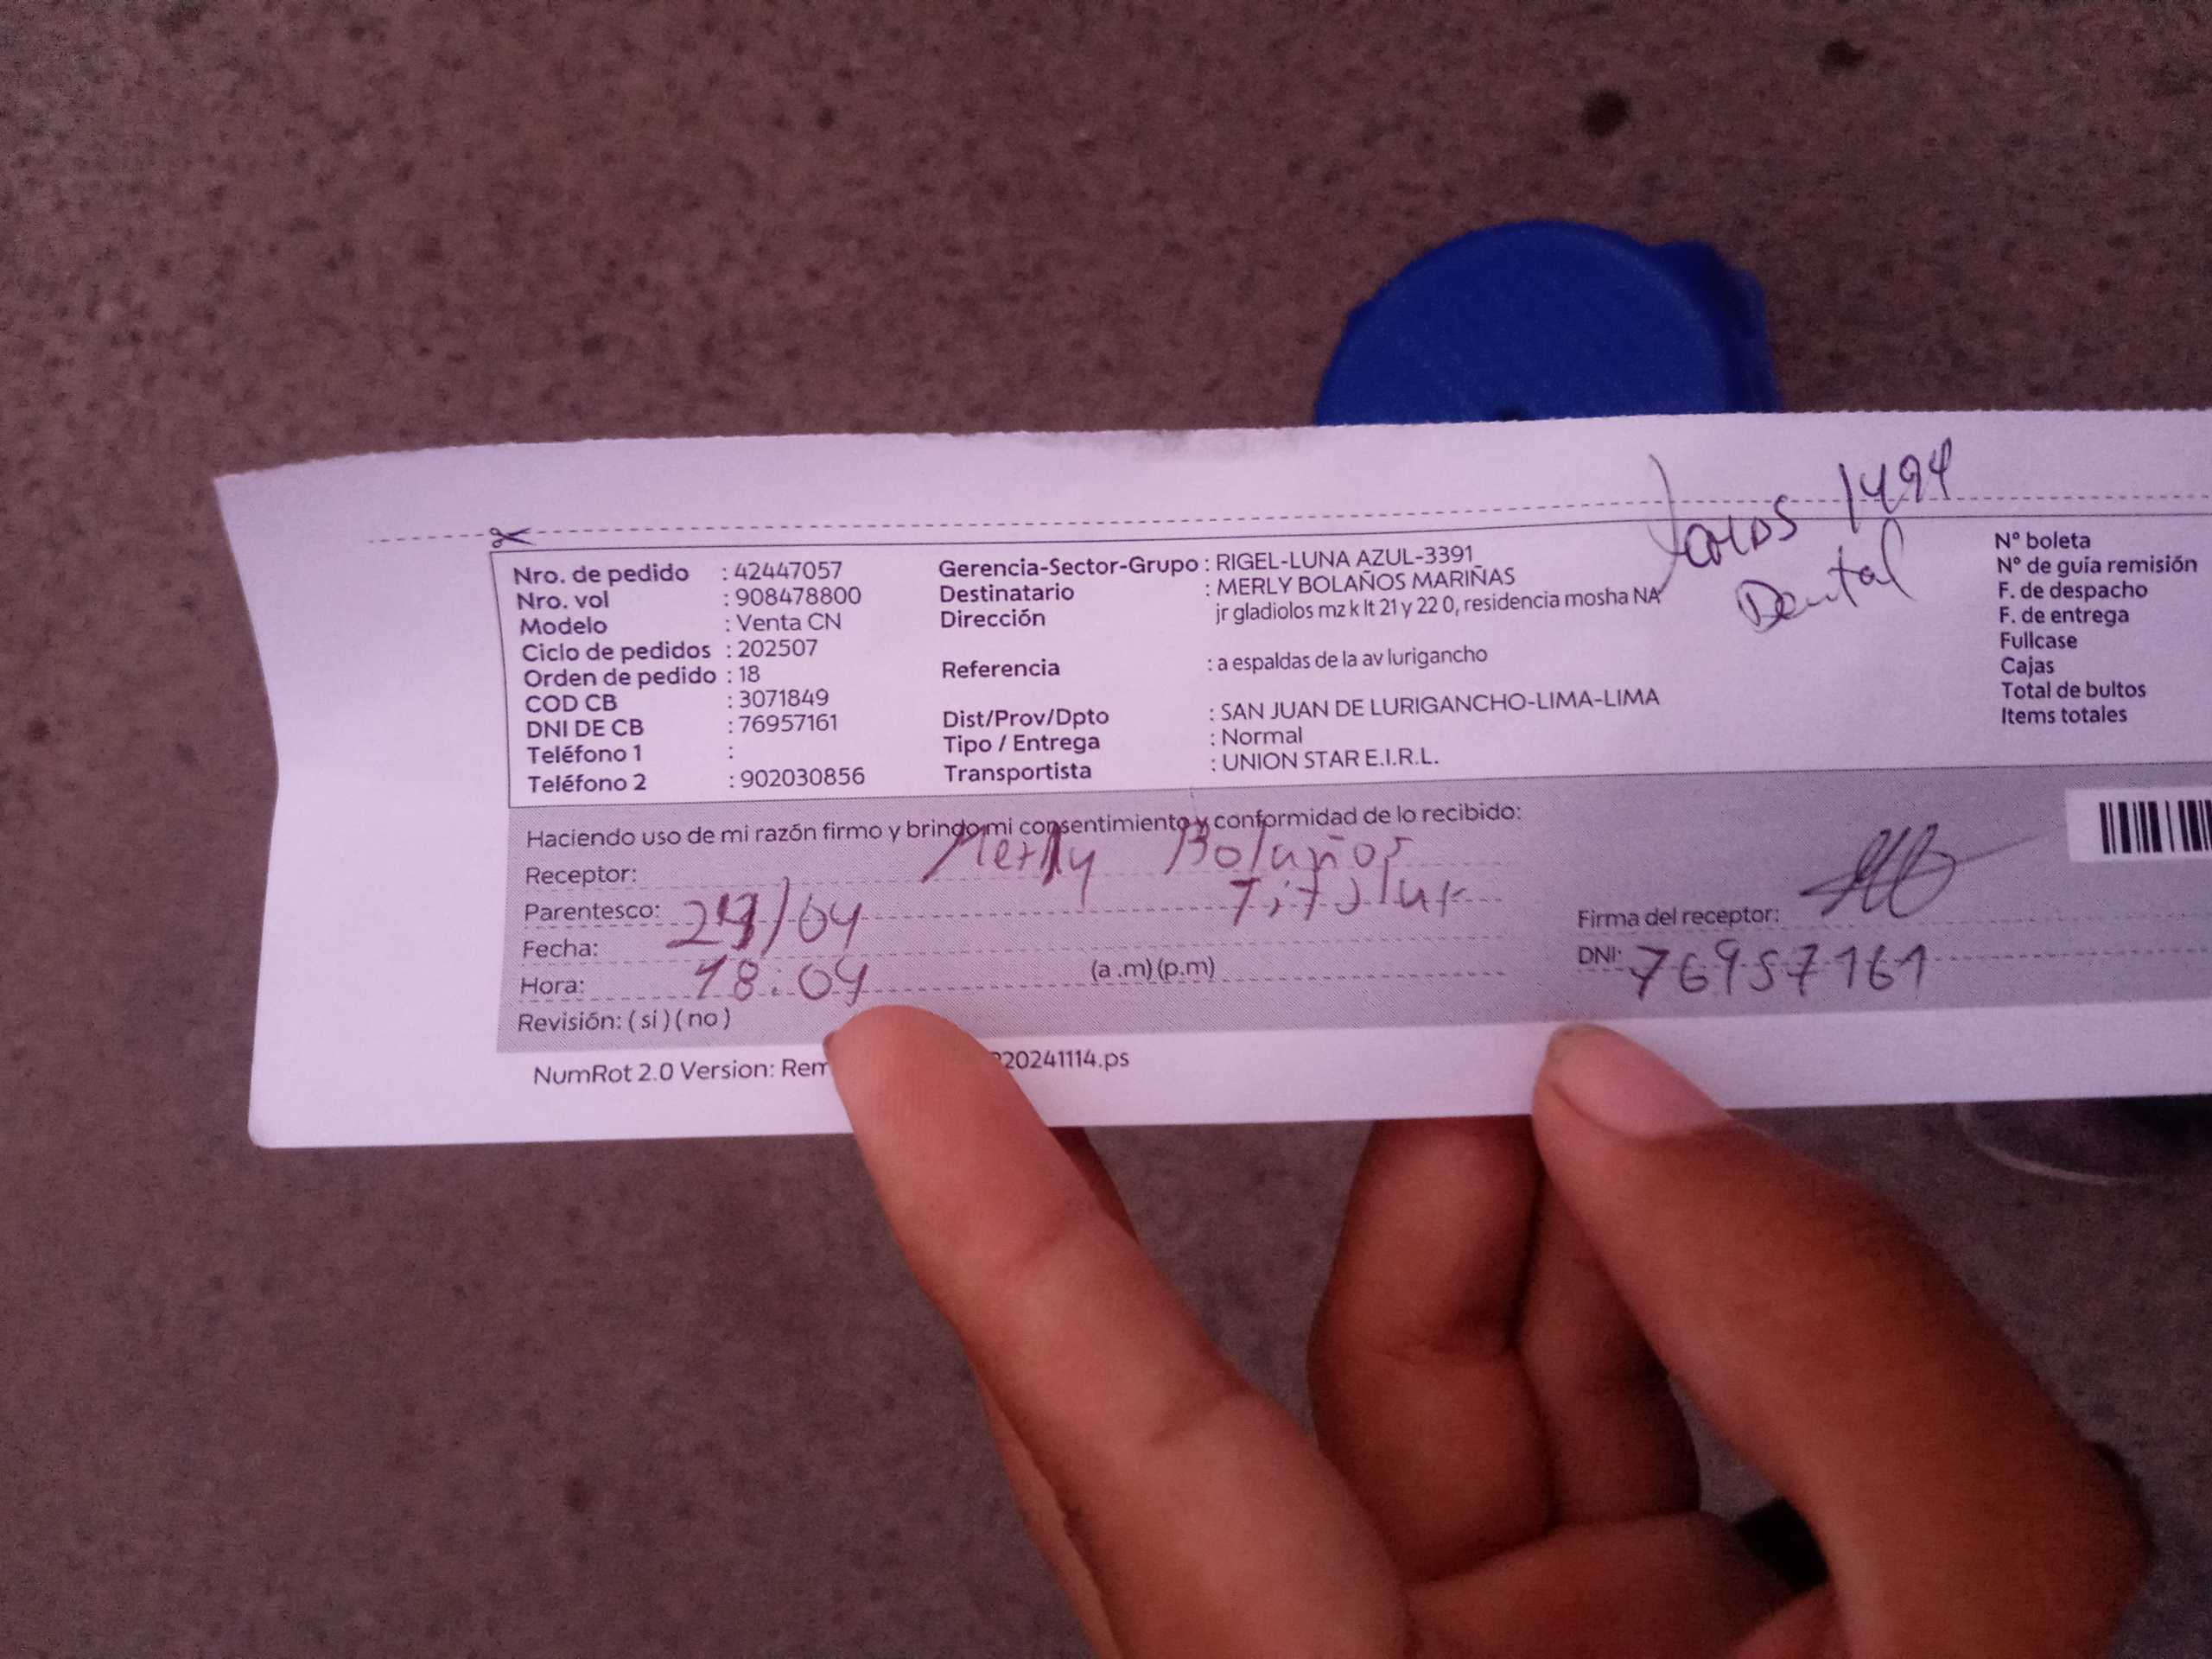 1494
Dental
Nro. de pedido : 42447057
Nro. vol : 908478800
Modelo : Venta CN
Ciclo de pedidos : 202507
Orden de pedido : 18
COD CB : 3071849
DNI DE CB : 76957161
Teléfono 1 :
Teléfono 2 : 902030856
Gerencia-Sector-Grupo : RIGEL-LUNA AZUL-3391
Destinatario : MERLY BOLAÑOS MARIÑAS
Dirección jr gladiolos mz k lt 21 y 22 0, residencia mosha NA
Referencia : a espaldas de la av lurigancho
Dist/Prov/Dpto : SAN JUAN DE LURIGANCHO-LIMA-LIMA
Tipo / Entrega : Normal
Transportista : UNION STAR E.I.R.L.
Nº boleta
Nº de guía remisión
F. de despacho
F. de entrega
Fullcase
Cajas
Total de bultos
Items totales
Haciendo uso de mi razón firmo y brindo mi consentimiento y conformidad de lo recibido:
Receptor: Merly Bolaños
Parentesco: Titular
Fecha: 24/04
Hora: 18:04 (a .m) (p.m)
Revisión: ( si ) ( no )
Firma del receptor:
DNI: 76957161
NumRot 2.0 Version: Rem 20241114.ps